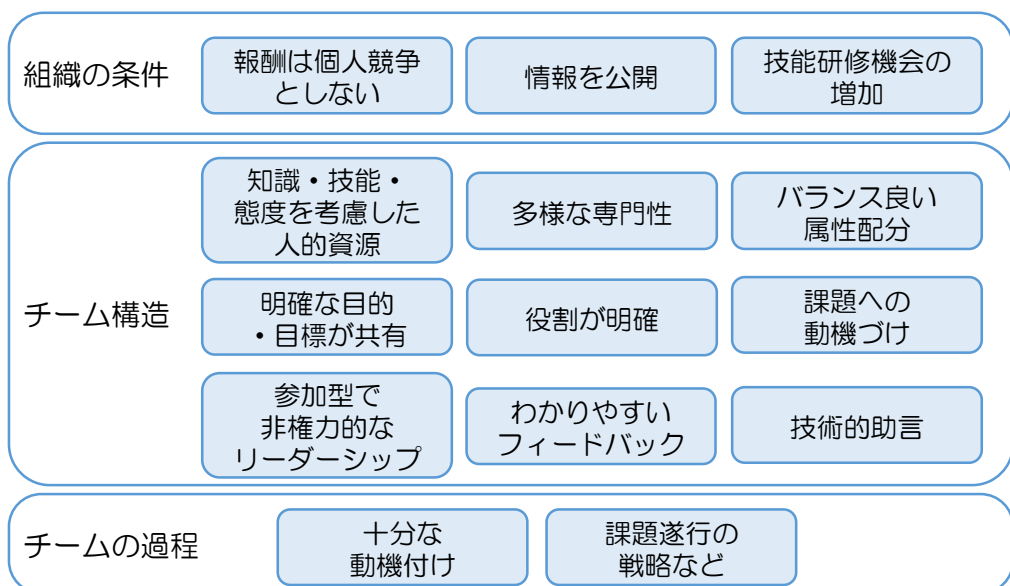 組織の条件
報酬は個人競争
としない
情報を公開
技能研修機会の
増加
チーム構造
知識・技能・
態度を考慮した
人的資源
多様な専門性
バランス良い
属性配分
明確な目的
・目標が共有
役割が明確
課題への
動機づけ
参加型で
非権力的な
リーダーシップ
わかりやすい
フィードバック
技術的助言
チームの過程
十分な
動機付け
課題遂行の
戦略など